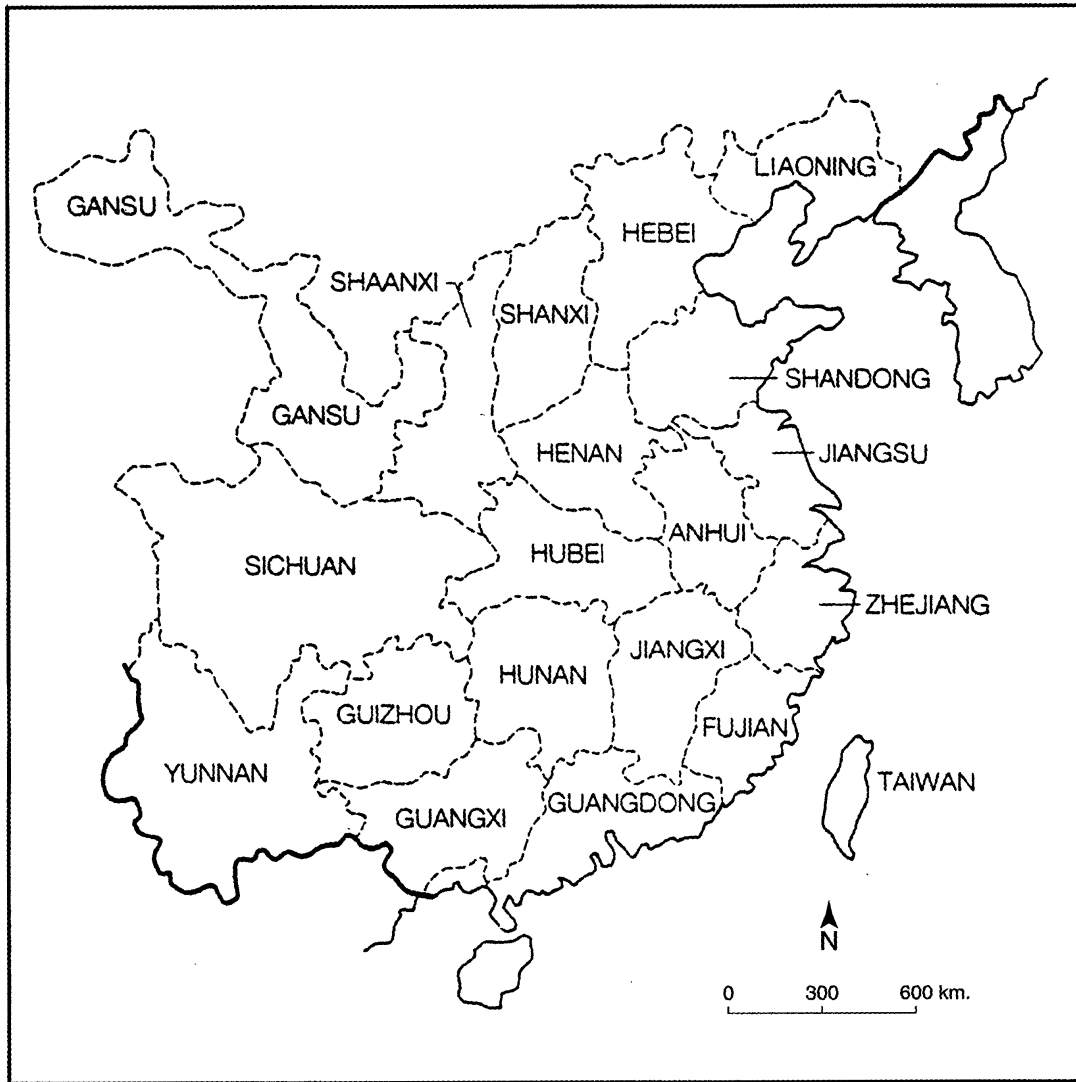 LIAONING
GANSU
HEBEI
SHAANXI
SHANXI
SHANDONG
GANSU
HENAN
JIANGSU
ANHUI
HUBEI
SICHUAN
ZHEJIANG
JIANGXI
HUNAN
GUIZHOU
FUJIAN
YUNNAN
TAIWAN
GUANGDONG
GUANGXI
N
0 300 600 km.